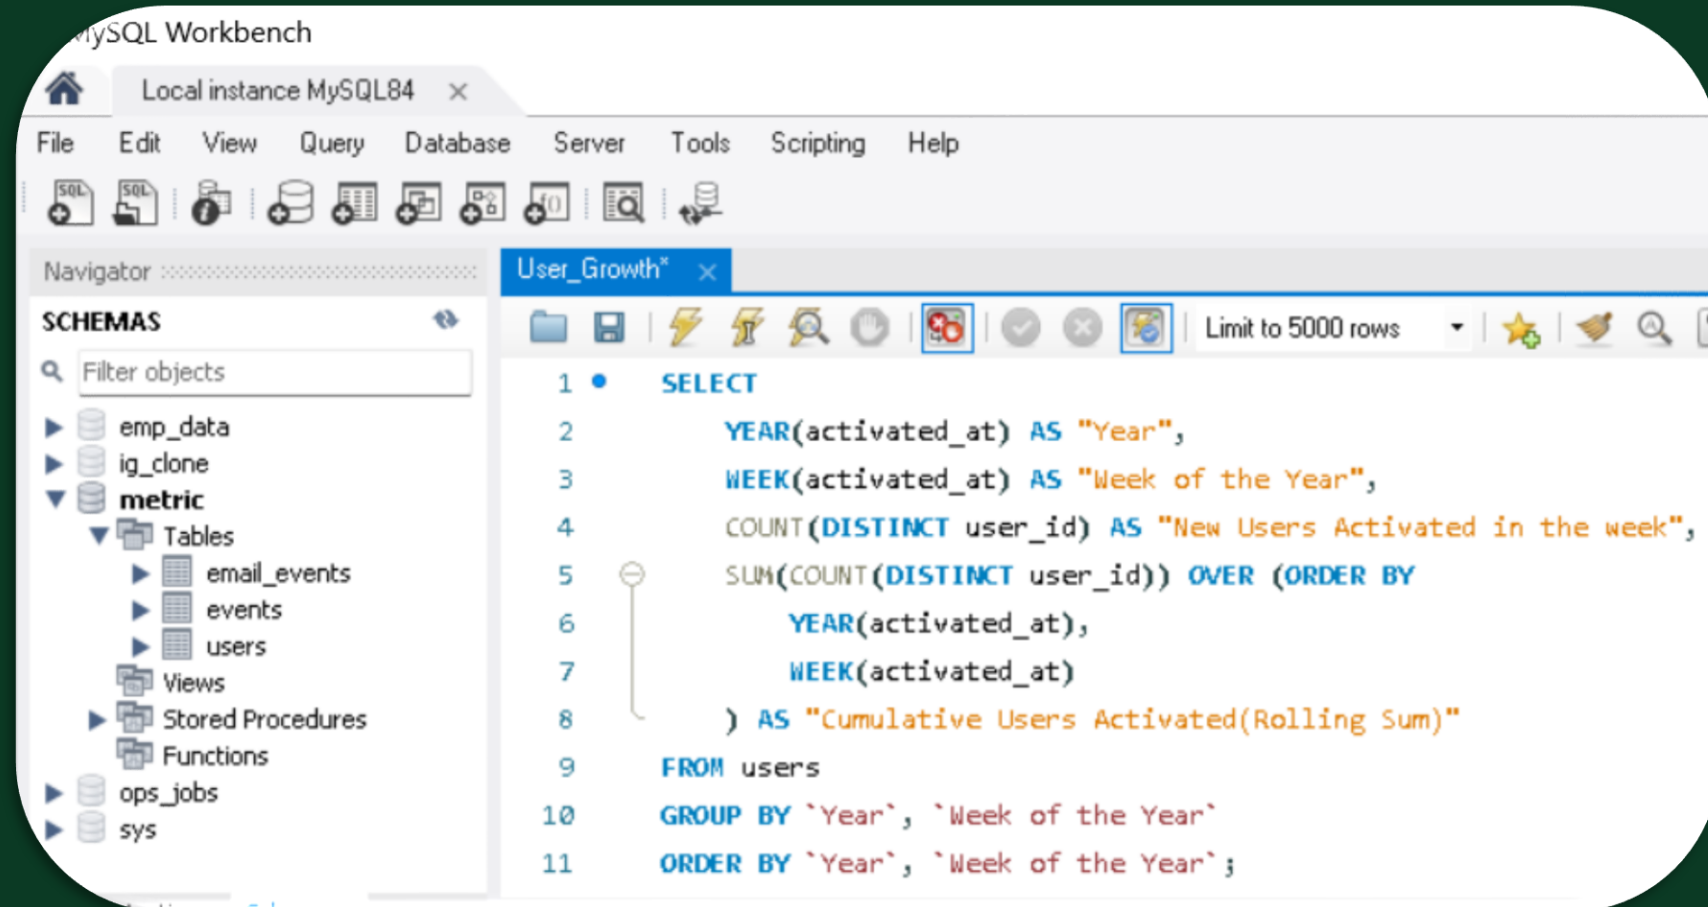 MySQL Workbench
Local instance MySQL84
File Edit View Query Database Server Tools Scripting Help
SQL SQL
Navigator
SCHEMAS
Filter objects
emp_data
ig_clone
metric
Tables
email_events
events
users
Views
Stored Procedures
Functions
ops_jobs
sys
User_Growth*
Limit to 5000 rows
1 SELECT
2 YEAR(activated_at) AS "Year",
3 WEEK(activated_at) AS "Week of the Year",
4 COUNT(DISTINCT user_id) AS "New Users Activated in the week",
5 SUM(COUNT(DISTINCT user_id)) OVER (ORDER BY
6 YEAR(activated_at),
7 WEEK(activated_at)
8 ) AS "Cumulative Users Activated(Rolling Sum)"
9 FROM users
10 GROUP BY `Year`, `Week of the Year`
11 ORDER BY `Year`, `Week of the Year`;